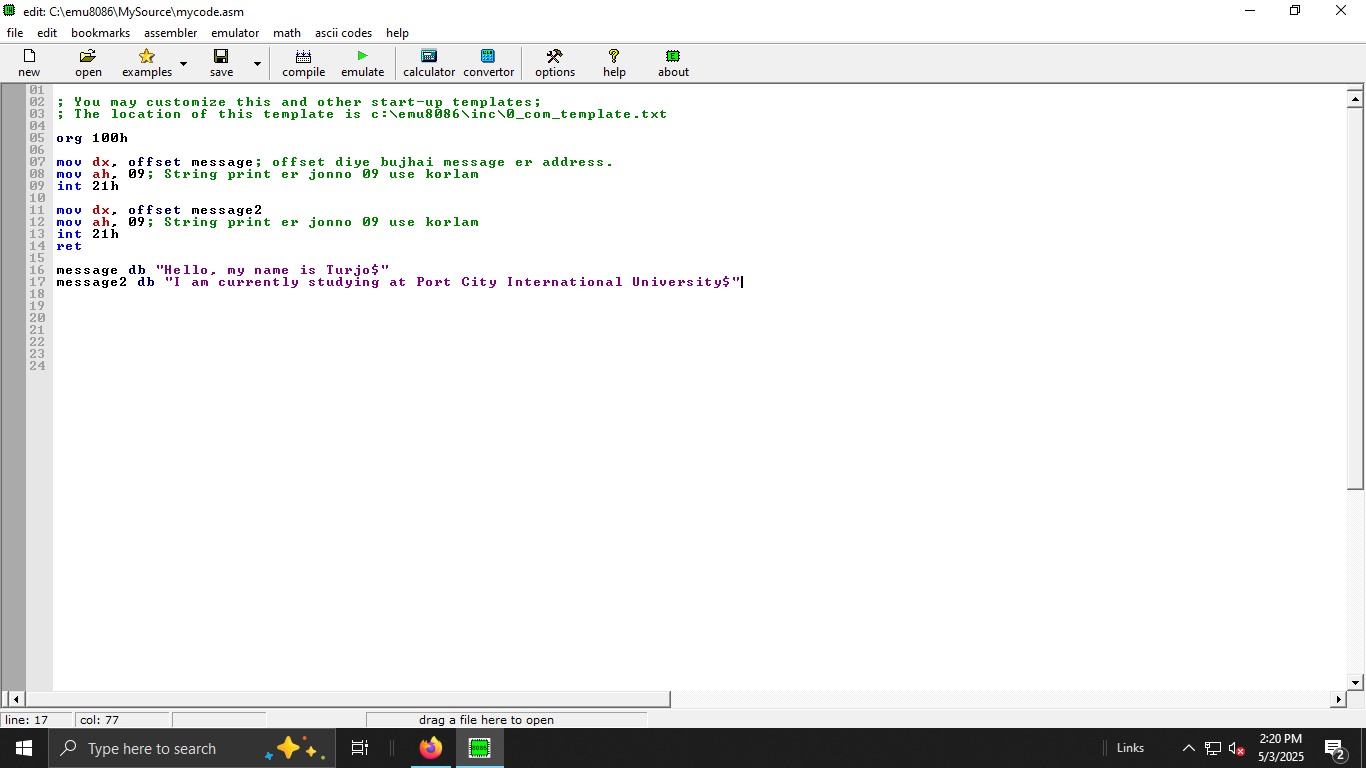 edit: C:\emu8086\MySource\mycode.asm
file edit bookmarks assembler emulator math ascii codes help
new open examples save compile emulate calculator convertor options help about
01
02 ; You may customize this and other start-up templates;
03 ; The location of this template is c:\emu8086\inc\0_com_template.txt
04
05 org 100h
06
07 mov dx, offset message; offset diye bujhai message er address.
08 mov ah, 09; String print er jonno 09 use korlam
09 int 21h
10
11 mov dx, offset message2
12 mov ah, 09; String print er jonno 09 use korlam
13 int 21h
14 ret
15
16 message db "Hello, my name is Turjo$"
17 message2 db "I am currently studying at Port City International University$"
18
19
20
21
22
23
24
line: 17 col: 77 drag a file here to open
Type here to search
8086
Links
2:20 PM
5/3/2025
2